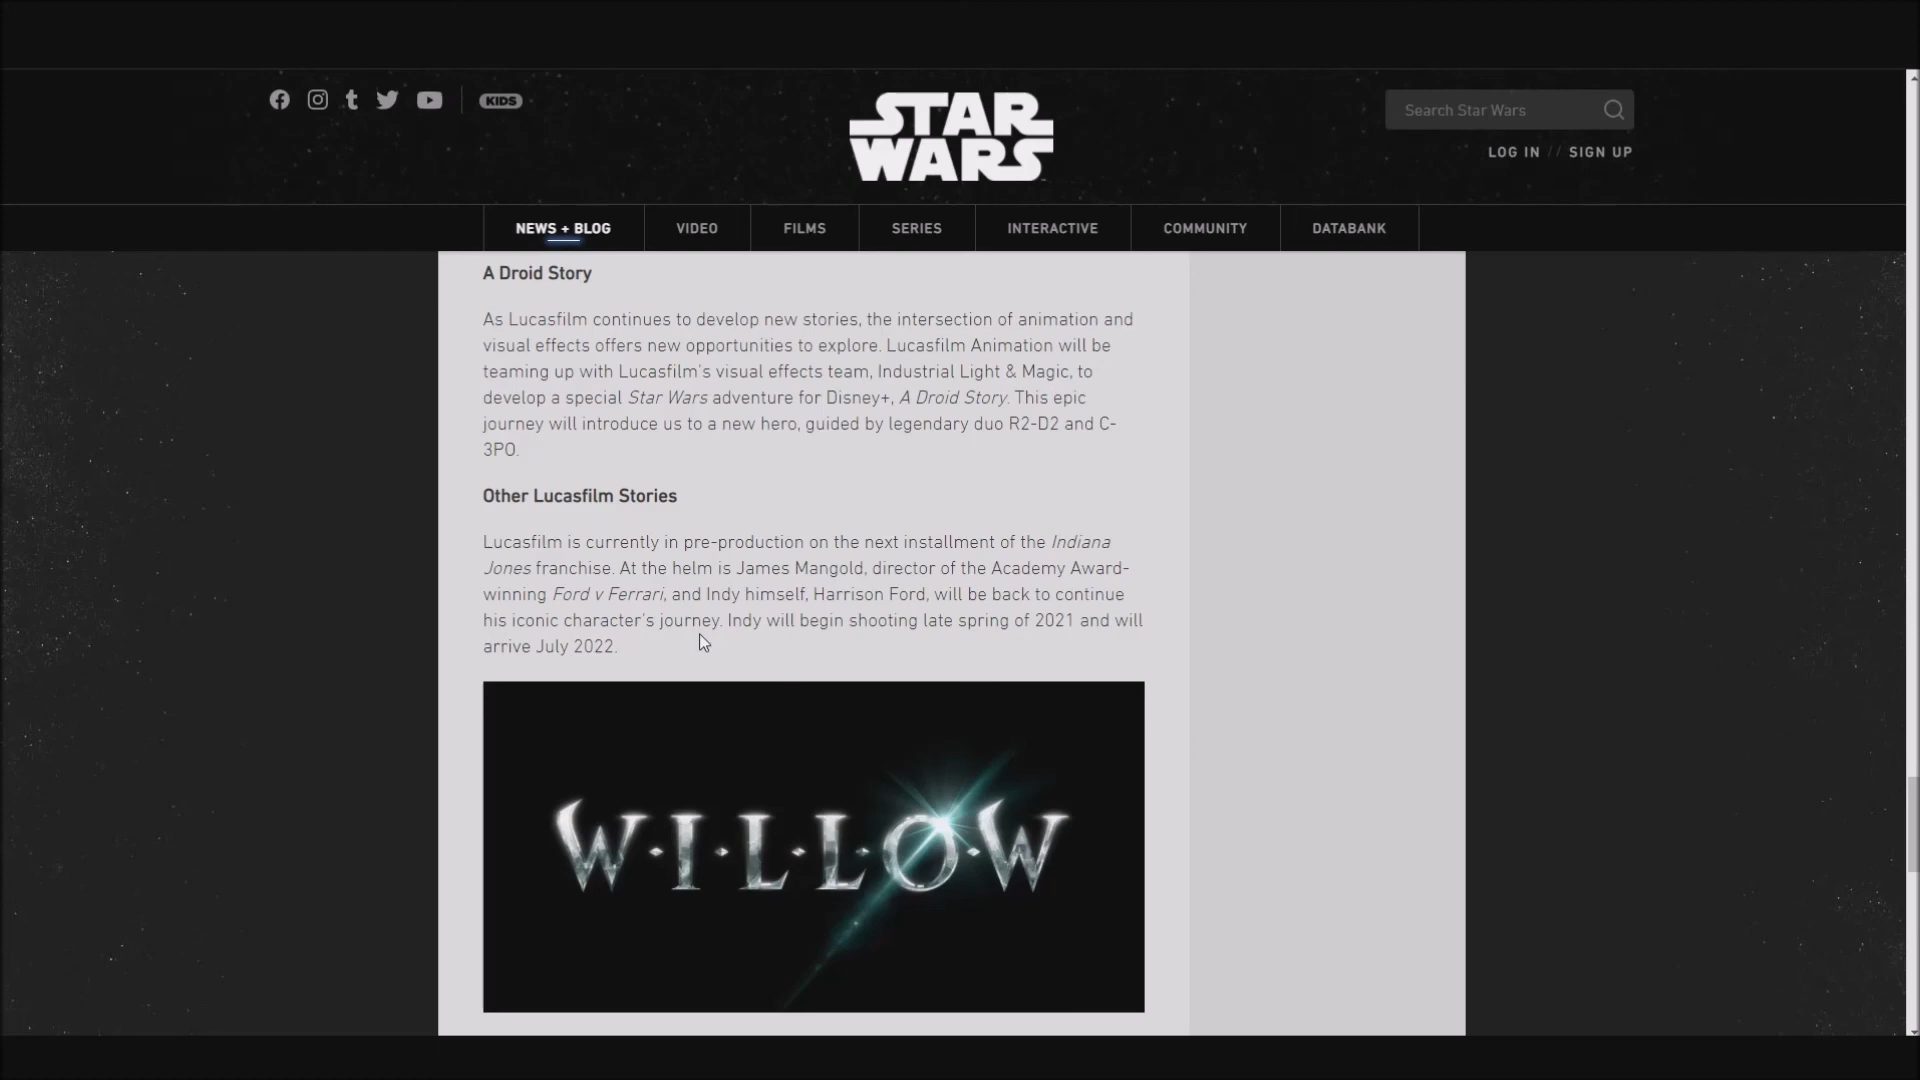 KIDS
STAR
WARS
Search Star Wars
LOG IN // SIGN UP
NEWS + BLOG
VIDEO
FILMS
SERIES
INTERACTIVE
COMMUNITY
DATABANK
A Droid Story
As Lucasfilm continues to develop new stories, the intersection of animation and
visual effects offers new opportunities to explore. Lucasfilm Animation will be
teaming up with Lucasfilm's visual effects team, Industrial Light & Magic, to
develop a special Star Wars adventure for Disney+, A Droid Story. This epic
journey will introduce us to a new hero, guided by legendary duo R2-D2 and C-
3PO.
Other Lucasfilm Stories
Lucasfilm is currently in pre-production on the next installment of the Indiana
Jones franchise. At the helm is James Mangold, director of the Academy Award-
winning Ford v Ferrari, and Indy himself, Harrison Ford, will be back to continue
his iconic character's journey. Indy will begin shooting late spring of 2021 and will
arrive July 2022.
W·I·L·L·O·W